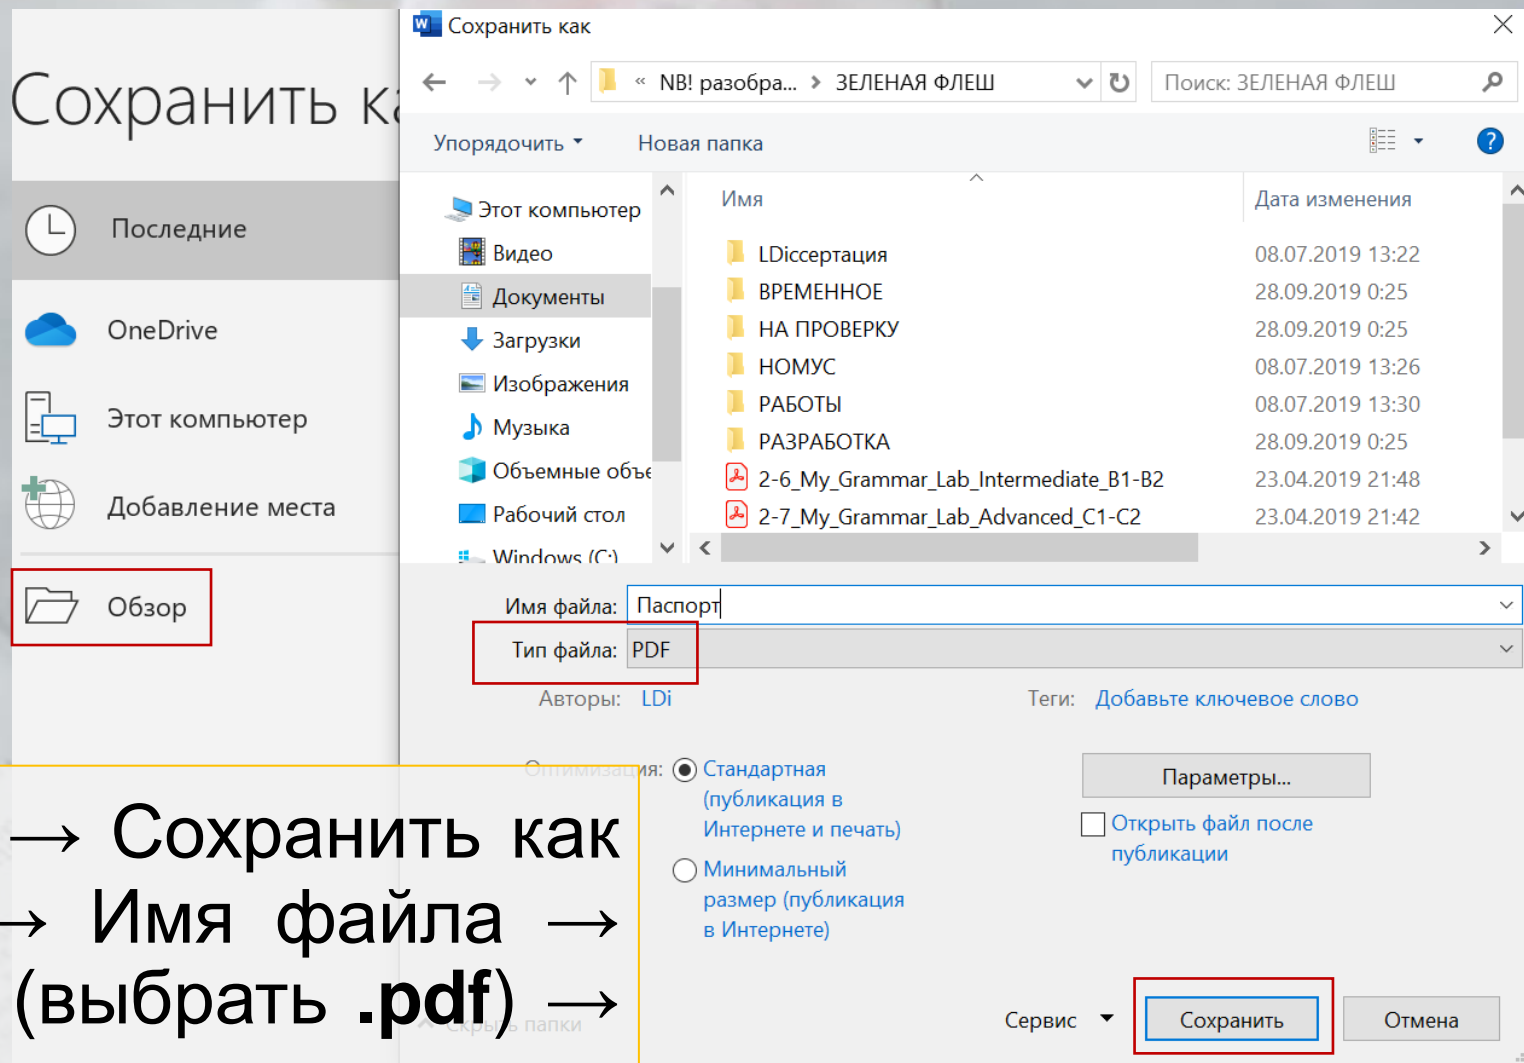 Сохранить как
Сохранить ка
« NB! разобра... > ЗЕЛЕНАЯ ФЛЕШ
Поиск: ЗЕЛЕНАЯ ФЛЕШ
Упорядочить
Новая папка
?
Последние
OneDrive
Этот компьютер
Добавление места
Обзор
Этот компьютер
Видео
Документы
Загрузки
Изображения
Музыка
Объемные объе
Рабочий стол
Windows (C:)
Имя Дата изменения
LDiссертация 08.07.2019 13:22
ВРЕМЕННОЕ 28.09.2019 0:25
НА ПРОВЕРКУ 28.09.2019 0:25
НОМУС 08.07.2019 13:26
РАБОТЫ 08.07.2019 13:30
РАЗРАБОТКА 28.09.2019 0:25
2-6_My_Grammar_Lab_Intermediate_B1-B2 23.04.2019 21:48
2-7_My_Grammar_Lab_Advanced_C1-C2 23.04.2019 21:42
Имя файла: Паспорт
Тип файла: PDF
Авторы: LDi
Теги: Добавьте ключевое слово
Оптимизация:
Стандартная
(публикация в
Интернете и печать)
Минимальный
размер (публикация
в Интернете)
Параметры...
Открыть файл после
публикации
Скрыть папки
Сервис
Сохранить
Отмена
→ Сохранить как
→ Имя файла →
(выбрать .pdf) →